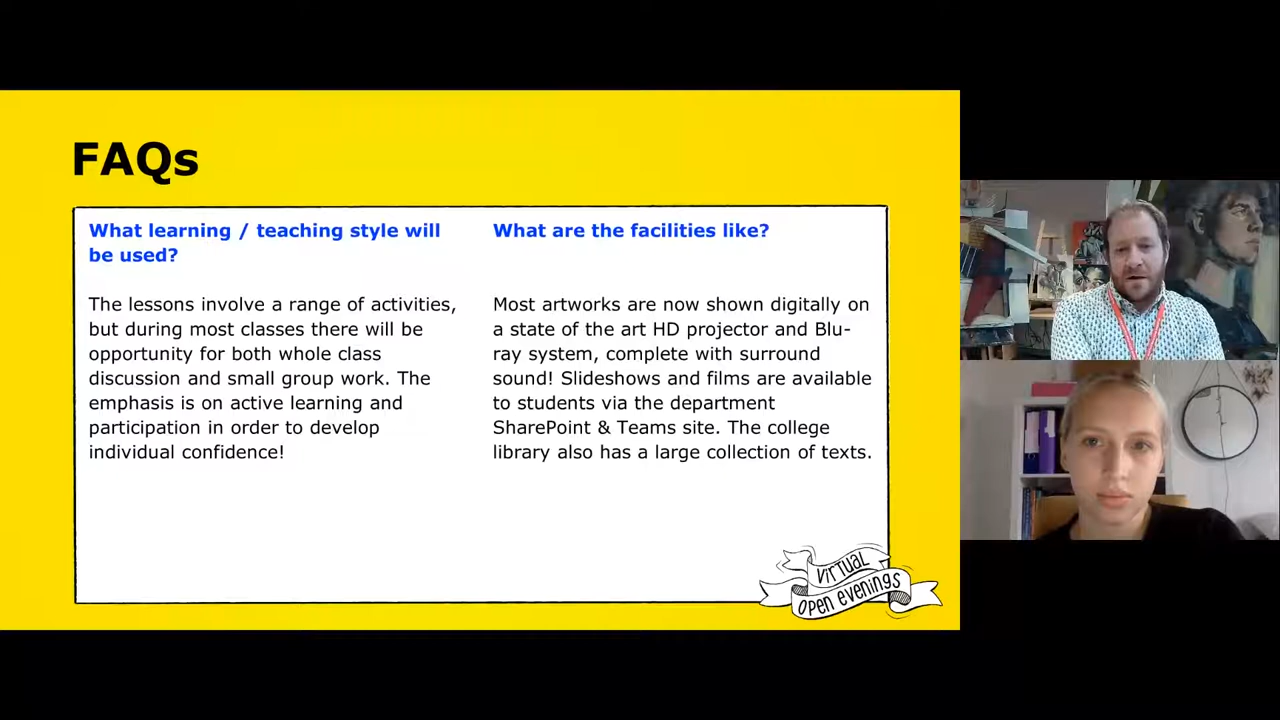 FAQs
What learning / teaching style will
be used?
The lessons involve a range of activities,
but during most classes there will be
opportunity for both whole class
discussion and small group work. The
emphasis is on active learning and
participation in order to develop
individual confidence!
What are the facilities like?
Most artworks are now shown digitally on
a state of the art HD projector and Blu-
ray system, complete with surround
sound! Slideshows and films are available
to students via the department
SharePoint & Teams site. The college
library also has a large collection of texts.
VIRTUAL
OPEN EVENINGS